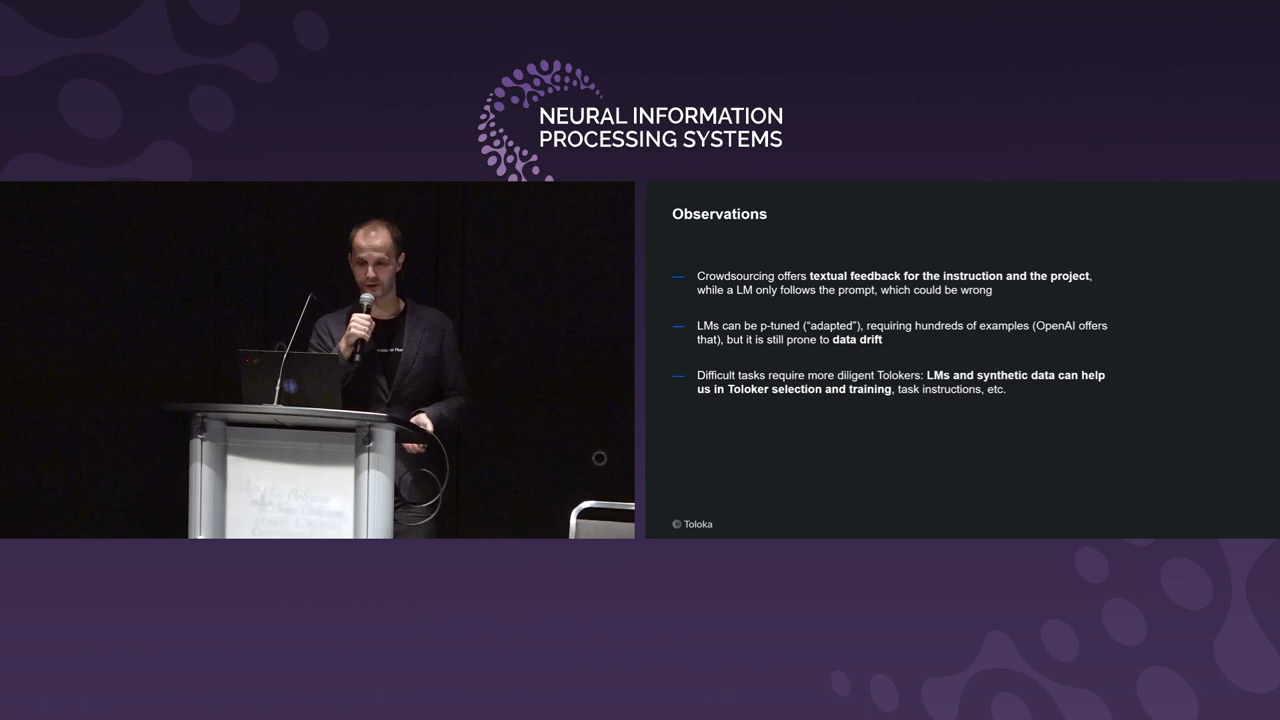 NEURAL INFORMATION
PROCESSING SYSTEMS
Observations
— Crowdsourcing offers textual feedback for the instruction and the project,
while a LM only follows the prompt, which could be wrong
— LMs can be p-tuned (“adapted”), requiring hundreds of examples (OpenAI offers
that), but it is still prone to data drift
— Difficult tasks require more diligent Tolokers: LMs and synthetic data can help
us in Toloker selection and training, task instructions, etc.
Toloka